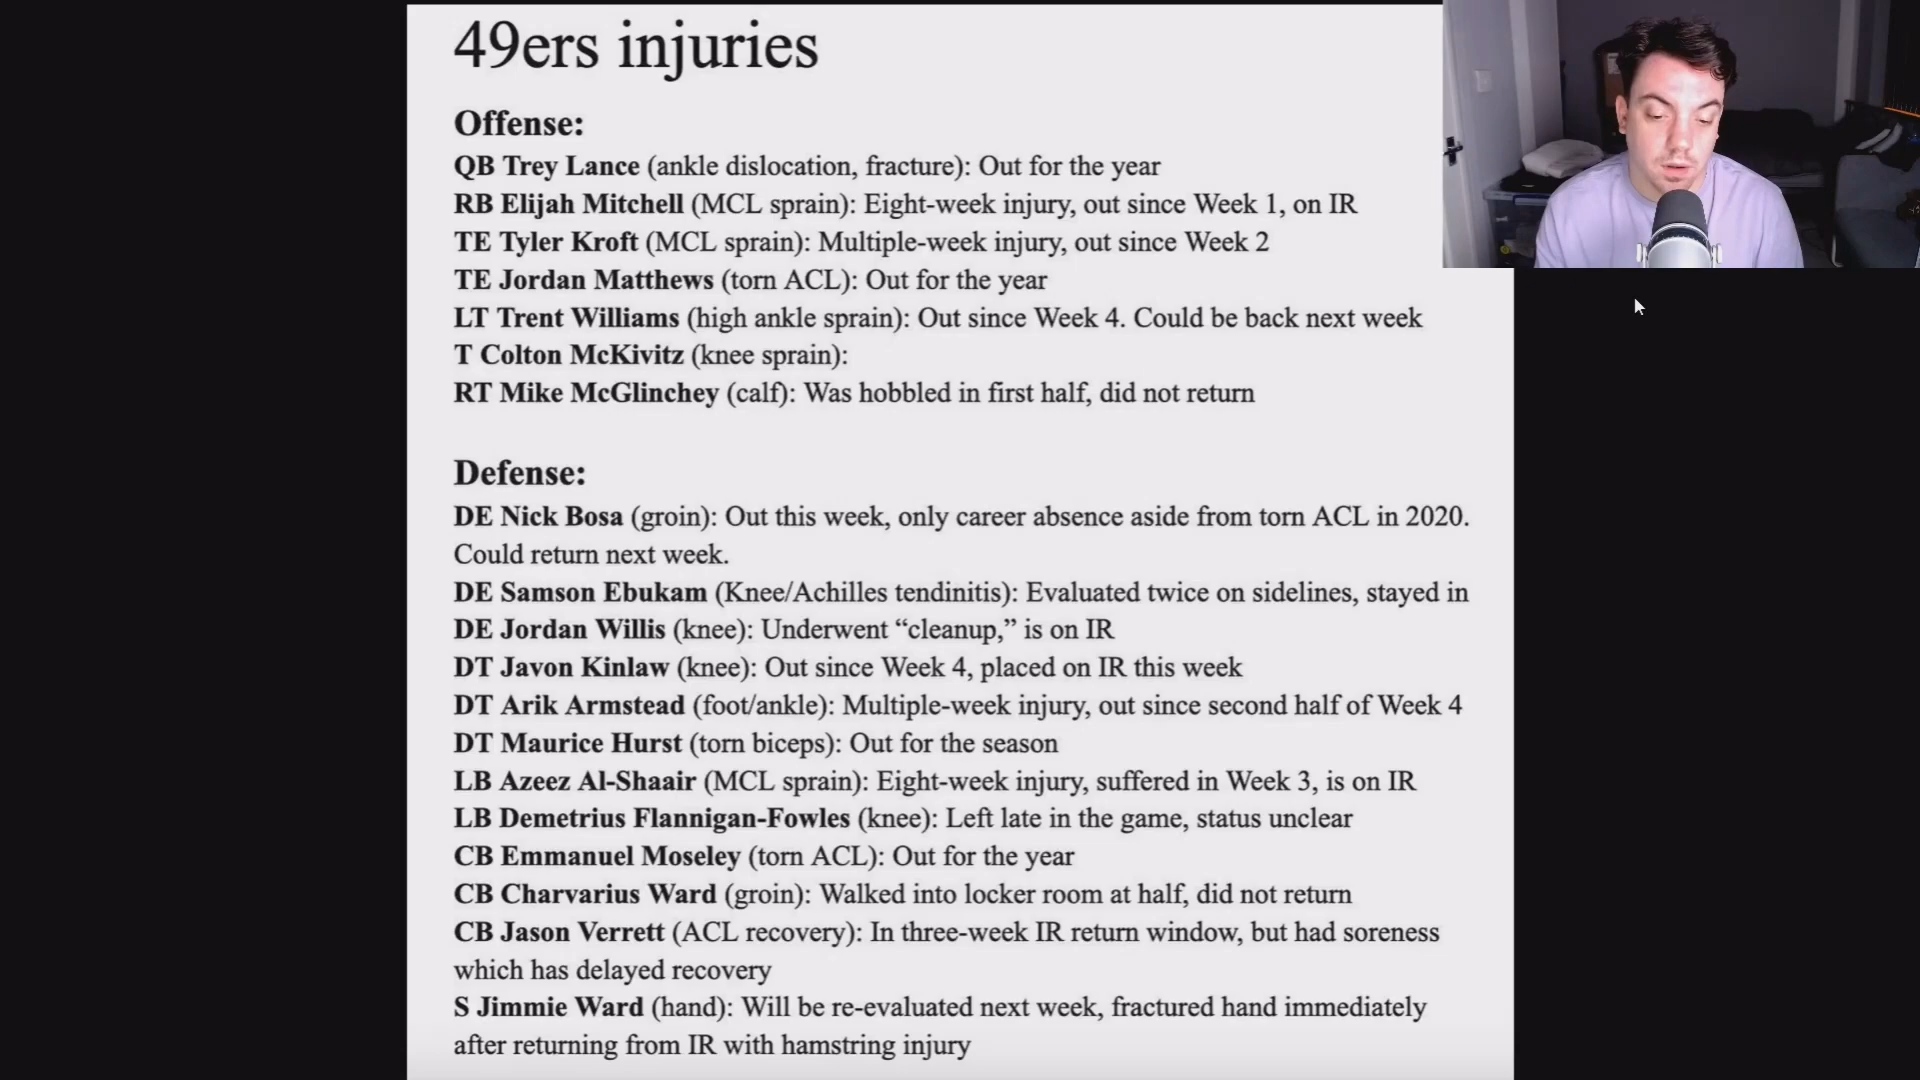 49ers injuries
Offense:
QB Trey Lance (ankle dislocation, fracture): Out for the year
RB Elijah Mitchell (MCL sprain): Eight-week injury, out since Week 1, on IR
TE Tyler Kroft (MCL sprain): Multiple-week injury, out since Week 2
TE Jordan Matthews (torn ACL): Out for the year
LT Trent Williams (high ankle sprain): Out since Week 4. Could be back next week
T Colton McKivitz (knee sprain):
RT Mike McGlinchey (calf): Was hobbled in first half, did not return
Defense:
DE Nick Bosa (groin): Out this week, only career absence aside from torn ACL in 2020.
Could return next week.
DE Samson Ebukam (Knee/Achilles tendinitis): Evaluated twice on sidelines, stayed in
DE Jordan Willis (knee): Underwent “cleanup,” is on IR
DT Javon Kinlaw (knee): Out since Week 4, placed on IR this week
DT Arik Armstead (foot/ankle): Multiple-week injury, out since second half of Week 4
DT Maurice Hurst (torn biceps): Out for the season
LB Azeez Al-Shaair (MCL sprain): Eight-week injury, suffered in Week 3, is on IR
LB Demetrius Flannigan-Fowles (knee): Left late in the game, status unclear
CB Emmanuel Moseley (torn ACL): Out for the year
CB Charvarius Ward (groin): Walked into locker room at half, did not return
CB Jason Verrett (ACL recovery): In three-week IR return window, but had soreness
which has delayed recovery
S Jimmie Ward (hand): Will be re-evaluated next week, fractured hand immediately
after returning from IR with hamstring injury